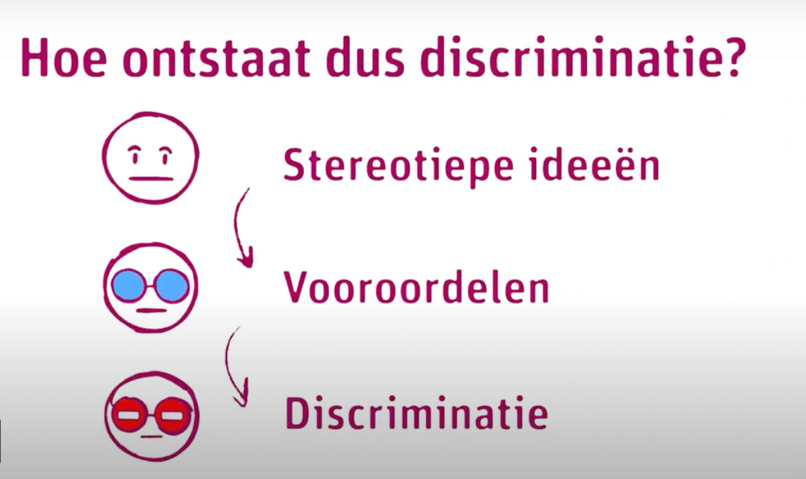 Hoe ontstaat dus discriminatie?
Stereotiepe ideeën
Vooroordelen
Discriminatie